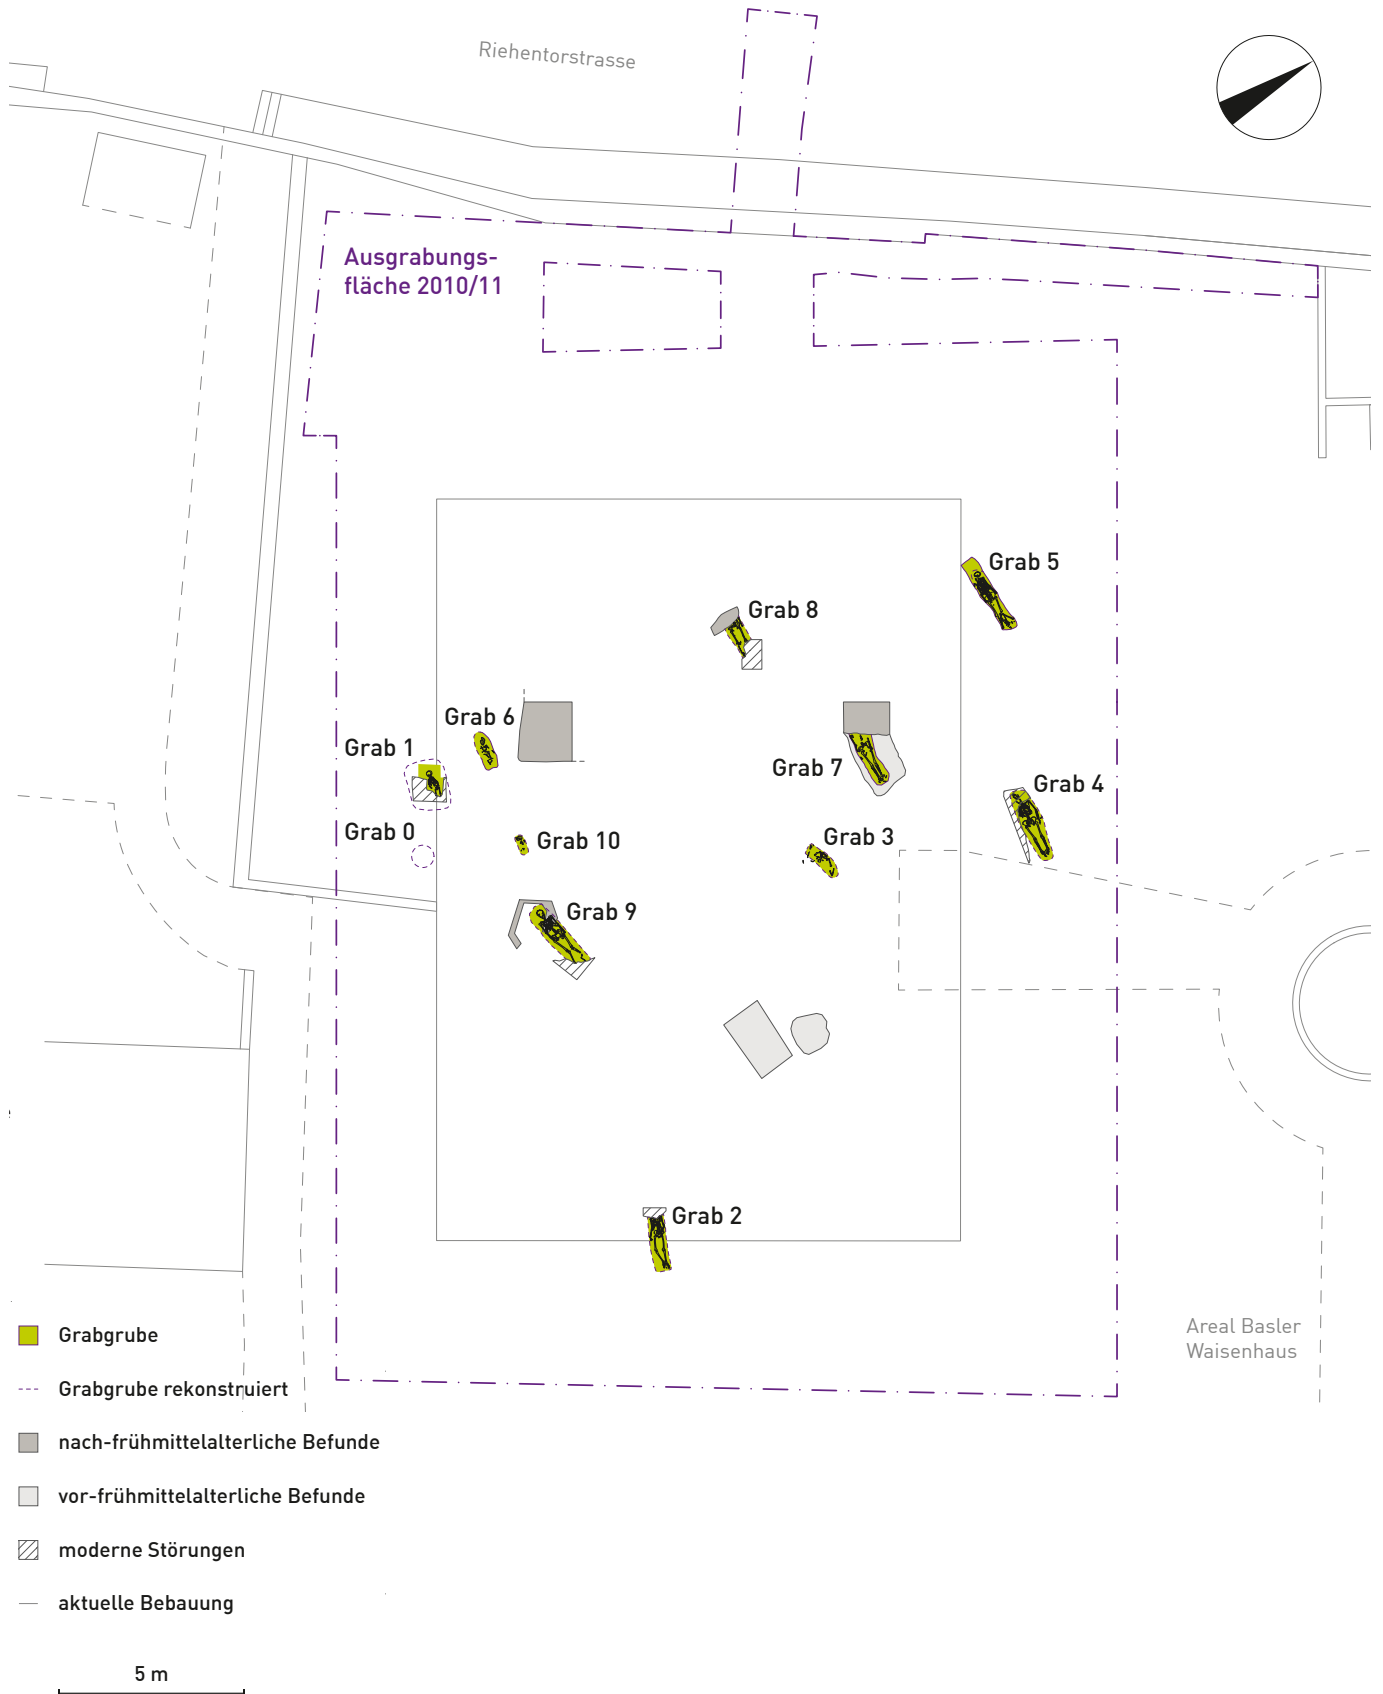 Riehentorstrasse
Ausgrabungs-
fläche 2010/11
Grab 5
Grab 8
Grab 6
Grab 1
Grab 7
Grab 4
Grab 0
Grab 10
Grab 3
Grab 9
Grab 2
Areal Basler
Waisenhaus
Grabgrube
Grabgrube rekonstruiert
nach-frühmittelalterliche Befunde
vor-frühmittelalterliche Befunde
moderne Störungen
aktuelle Bebauung
5 m